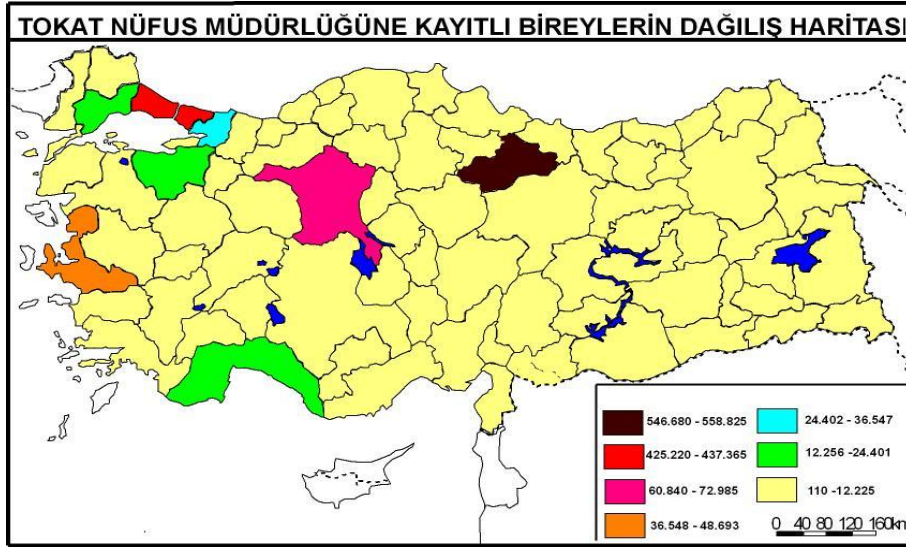 TOKAT NÜFUS MÜDÜRLÜĞÜNE KAYITLI BİREYLERİN DAĞILIŞ HARİTASI
546.680 - 558.825
24.402 - 36.547
425.220 - 437.365
12.256 -24.401
60.840 - 72.985
110 -12.225
36.548 - 48.693
0 40 80 120 160km